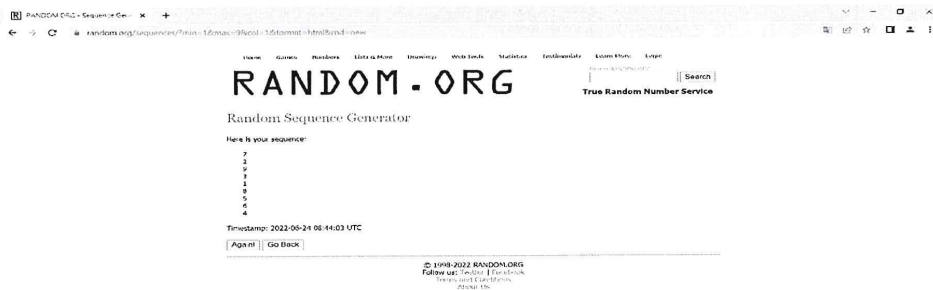 RANDOM.ORG - Sequence Ge
random.org/sequences/?min=1&max=9&col=1&format=html&rnd=new
Home Games Numbers Lists & More Drawings Web Tools Statistics Testimonials Learn More Login
RANDOM.ORG
Search
True Random Number Service
Random Sequence Generator
Here is your sequence:
7
2
9
3
1
8
5
6
4
Timestamp: 2022-06-24 08:44:03 UTC
Again! Go Back
© 1998-2022 RANDOM.ORG
Follow us: Twitter | Facebook
Terms and Conditions
About Us